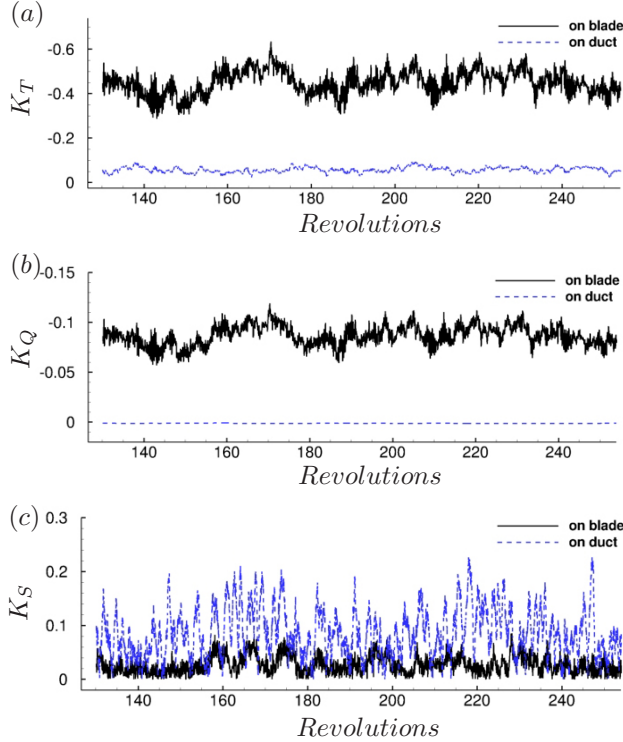 (a)
on blade
on duct
K_T
-0.6
-0.4
-0.2
0
140 160 180 200 220 240
Revolutions
(b)
-0.15
on blade
on duct
K_Q
-0.1
-0.05
0
140 160 180 200 220 240
Revolutions
(c)
0.3
on blade
on duct
K_S
0.2
0.1
0
140 160 180 200 220 240
Revolutions